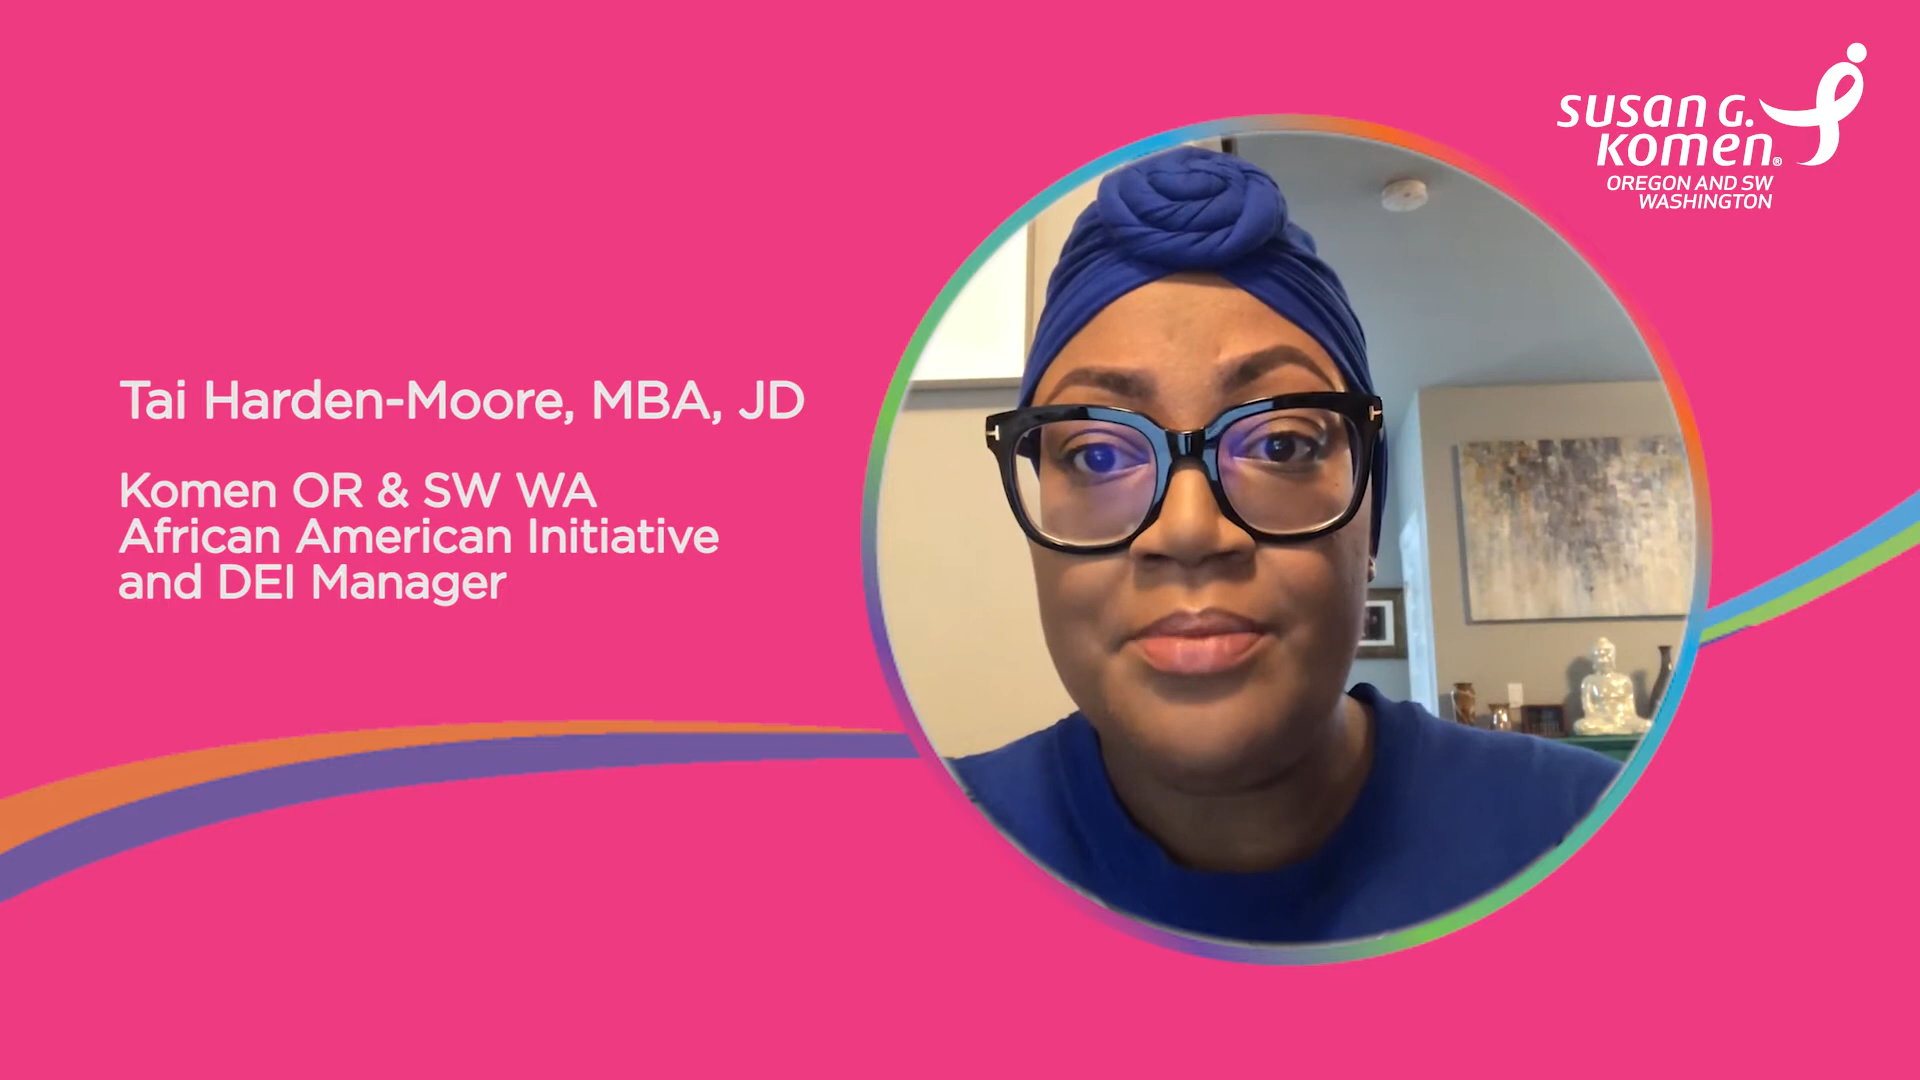 susan G.
komen®
OREGON AND SW
WASHINGTON
Tai Harden-Moore, MBA, JD
Komen OR & SW WA
African American Initiative
and DEI Manager